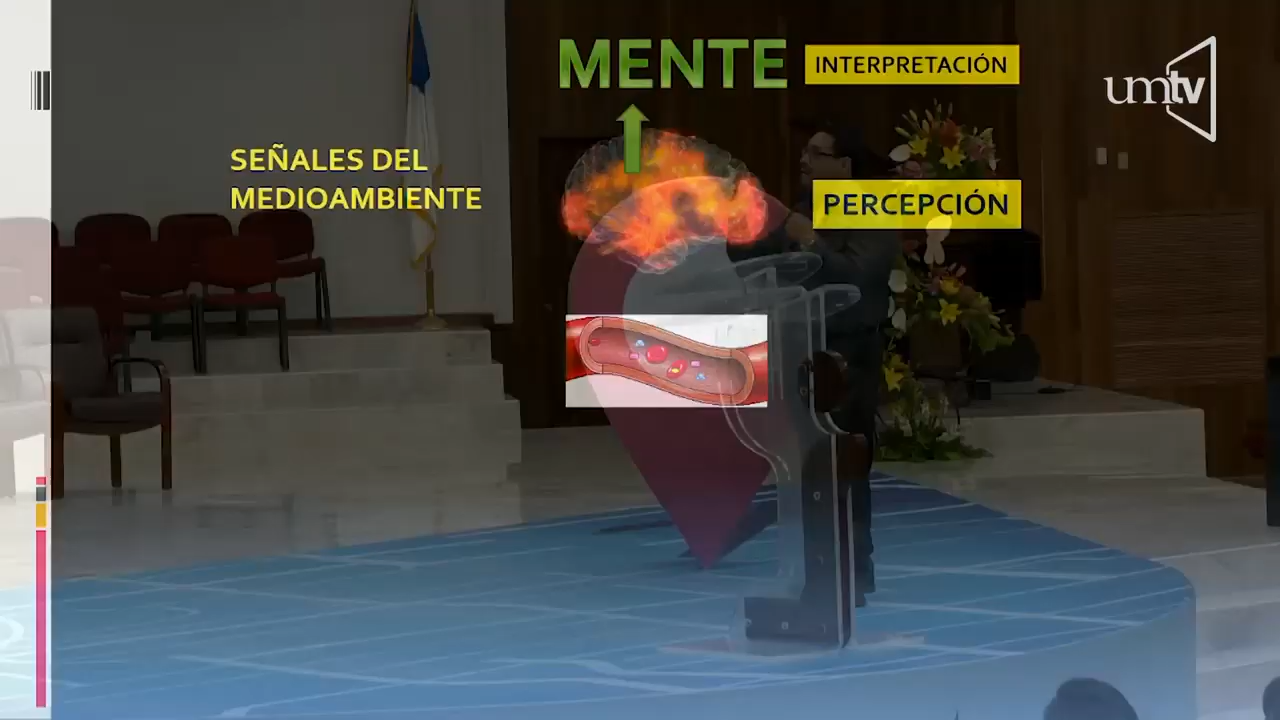 MENTE
INTERPRETACIÓN
umtv
SEÑALES DEL
MEDIOAMBIENTE
PERCEPCIÓN